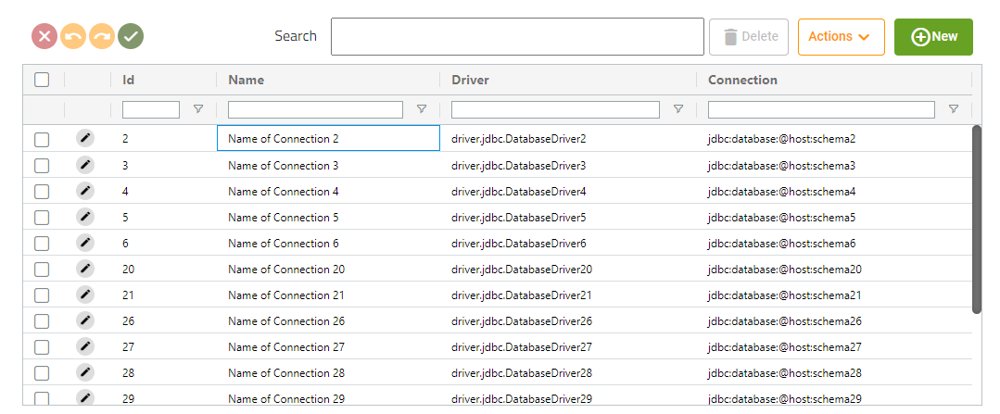 Search Delete Actions New
Id Name Driver Connection
2 Name of Connection 2 driver.jdbc.DatabaseDriver2 jdbc:database:@host:schema2
3 Name of Connection 3 driver.jdbc.DatabaseDriver3 jdbc:database:@host:schema3
4 Name of Connection 4 driver.jdbc.DatabaseDriver4 jdbc:database:@host:schema4
5 Name of Connection 5 driver.jdbc.DatabaseDriver5 jdbc:database:@host:schema5
6 Name of Connection 6 driver.jdbc.DatabaseDriver6 jdbc:database:@host:schema6
20 Name of Connection 20 driver.jdbc.DatabaseDriver20 jdbc:database:@host:schema20
21 Name of Connection 21 driver.jdbc.DatabaseDriver21 jdbc:database:@host:schema21
26 Name of Connection 26 driver.jdbc.DatabaseDriver26 jdbc:database:@host:schema26
27 Name of Connection 27 driver.jdbc.DatabaseDriver27 jdbc:database:@host:schema27
28 Name of Connection 28 driver.jdbc.DatabaseDriver28 jdbc:database:@host:schema28
29 Name of Connection 29 driver.jdbc.DatabaseDriver29 jdbc:database:@host:schema29